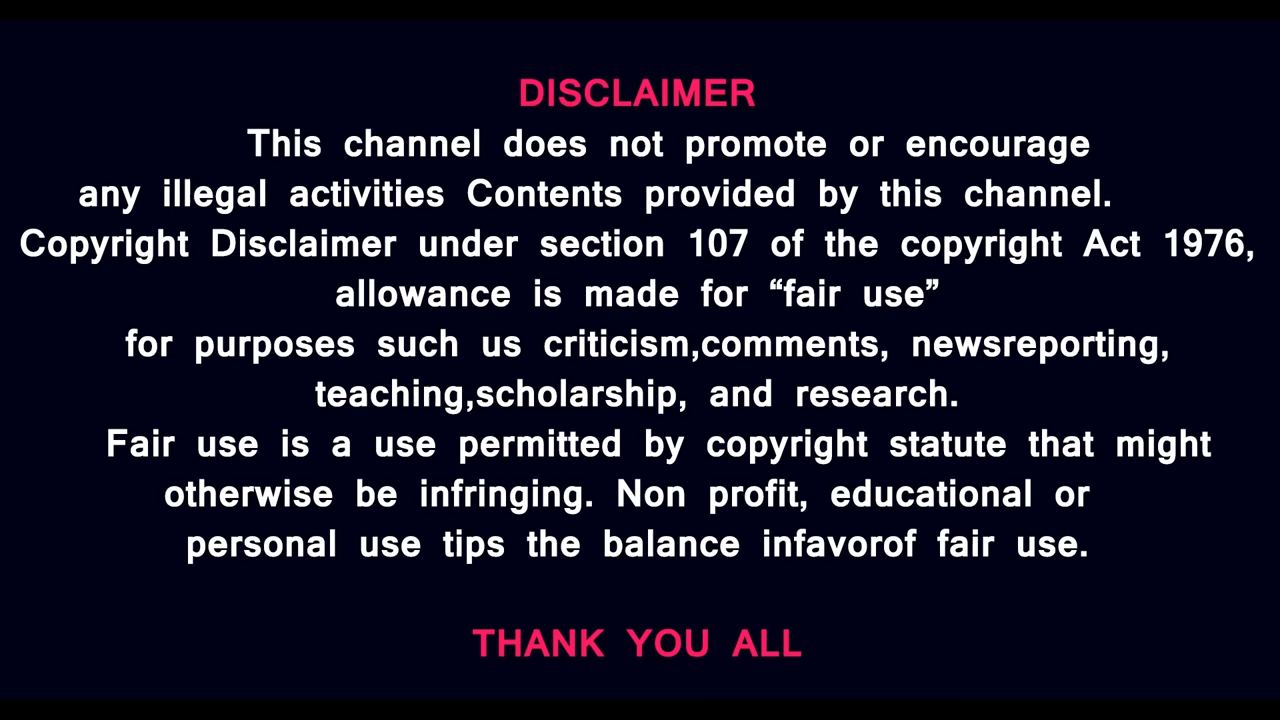 DISCLAIMER
This channel does not promote or encourage
any illegal activities Contents provided by this channel.
Copyright Disclaimer under section 107 of the copyright Act 1976,
allowance is made for “fair use”
for purposes such us criticism,comments, newsreporting,
teaching,scholarship, and research.
Fair use is a use permitted by copyright statute that might
otherwise be infringing. Non profit, educational or
personal use tips the balance infavorof fair use.
THANK YOU ALL